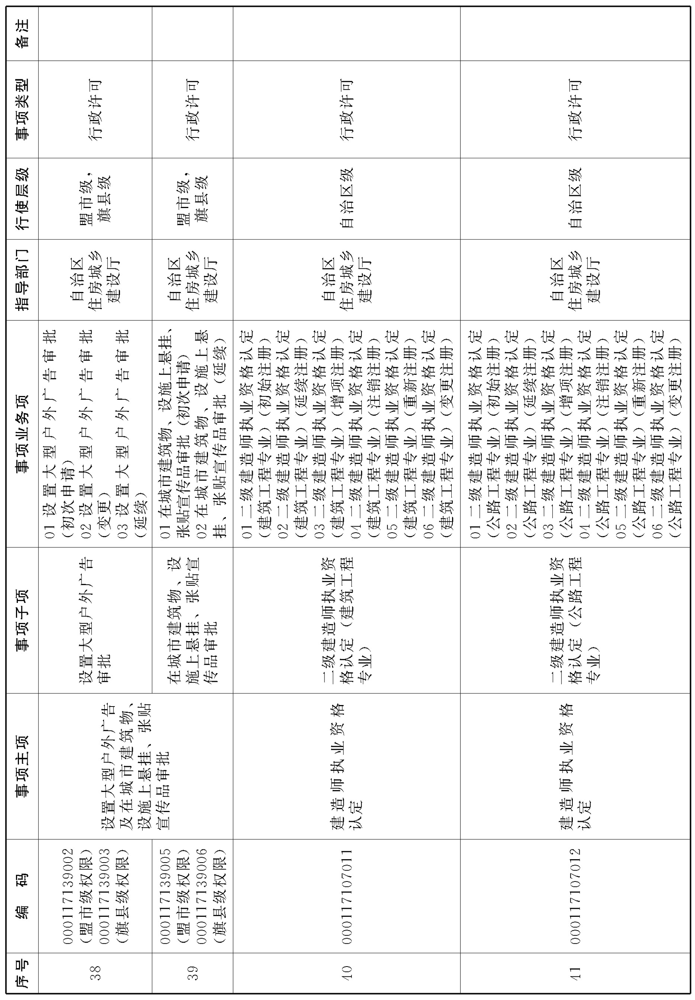 序号
编　码
事项主项
事项子项
事项业务项
指导部门
行使层级
事项类型
备注
38
000117139002
（盟市级权限）
000117139003
（旗县级权限）
设置大型户外广告
及在城市建筑物、
设施上悬挂、张贴
宣传品审批
设置大型户外广告
审批
01 设置大型户外广告审批
（初次申请）
02 设置大型户外广告审批
（变更）
03 设置大型户外广告审批
（延续）
自治区
住房城乡
建设厅
盟市级，
旗县级
行政许可
39
000117139005
（盟市级权限）
000117139006
（旗县级权限）
在城市建筑物、设
施上悬挂、张贴宣
传品审批
01 在城市建筑物、设施上悬挂、
张贴宣传品审批（初次申请）
02 在城市建筑物、设施上悬
挂、张贴宣传品审批（延续）
自治区
住房城乡
建设厅
盟市级，
旗县级
行政许可
40
000117107011
建造师执业资格
认定
二级建造师执业资
格认定（建筑工程
专业）
01 二级建造师执业资格认定
（建筑工程专业）（初始注册）
02 二级建造师执业资格认定
（建筑工程专业）（延续注册）
03 二级建造师执业资格认定
（建筑工程专业）（增项注册）
04 二级建造师执业资格认定
（建筑工程专业）（注销注册）
05 二级建造师执业资格认定
（建筑工程专业）（重新注册）
06 二级建造师执业资格认定
（建筑工程专业）（变更注册）
自治区
住房城乡
建设厅
自治区级
行政许可
41
000117107012
建造师执业资格
认定
二级建造师执业资
格认定（公路工程
专业）
01 二级建造师执业资格认定
（公路工程专业）（初始注册）
02 二级建造师执业资格认定
（公路工程专业）（延续注册）
03 二级建造师执业资格认定
（公路工程专业）（增项注册）
04 二级建造师执业资格认定
（公路工程专业）（注销注册）
05 二级建造师执业资格认定
（公路工程专业）（重新注册）
06 二级建造师执业资格认定
（公路工程专业）（变更注册）
自治区
住房城乡
建设厅
自治区级
行政许可